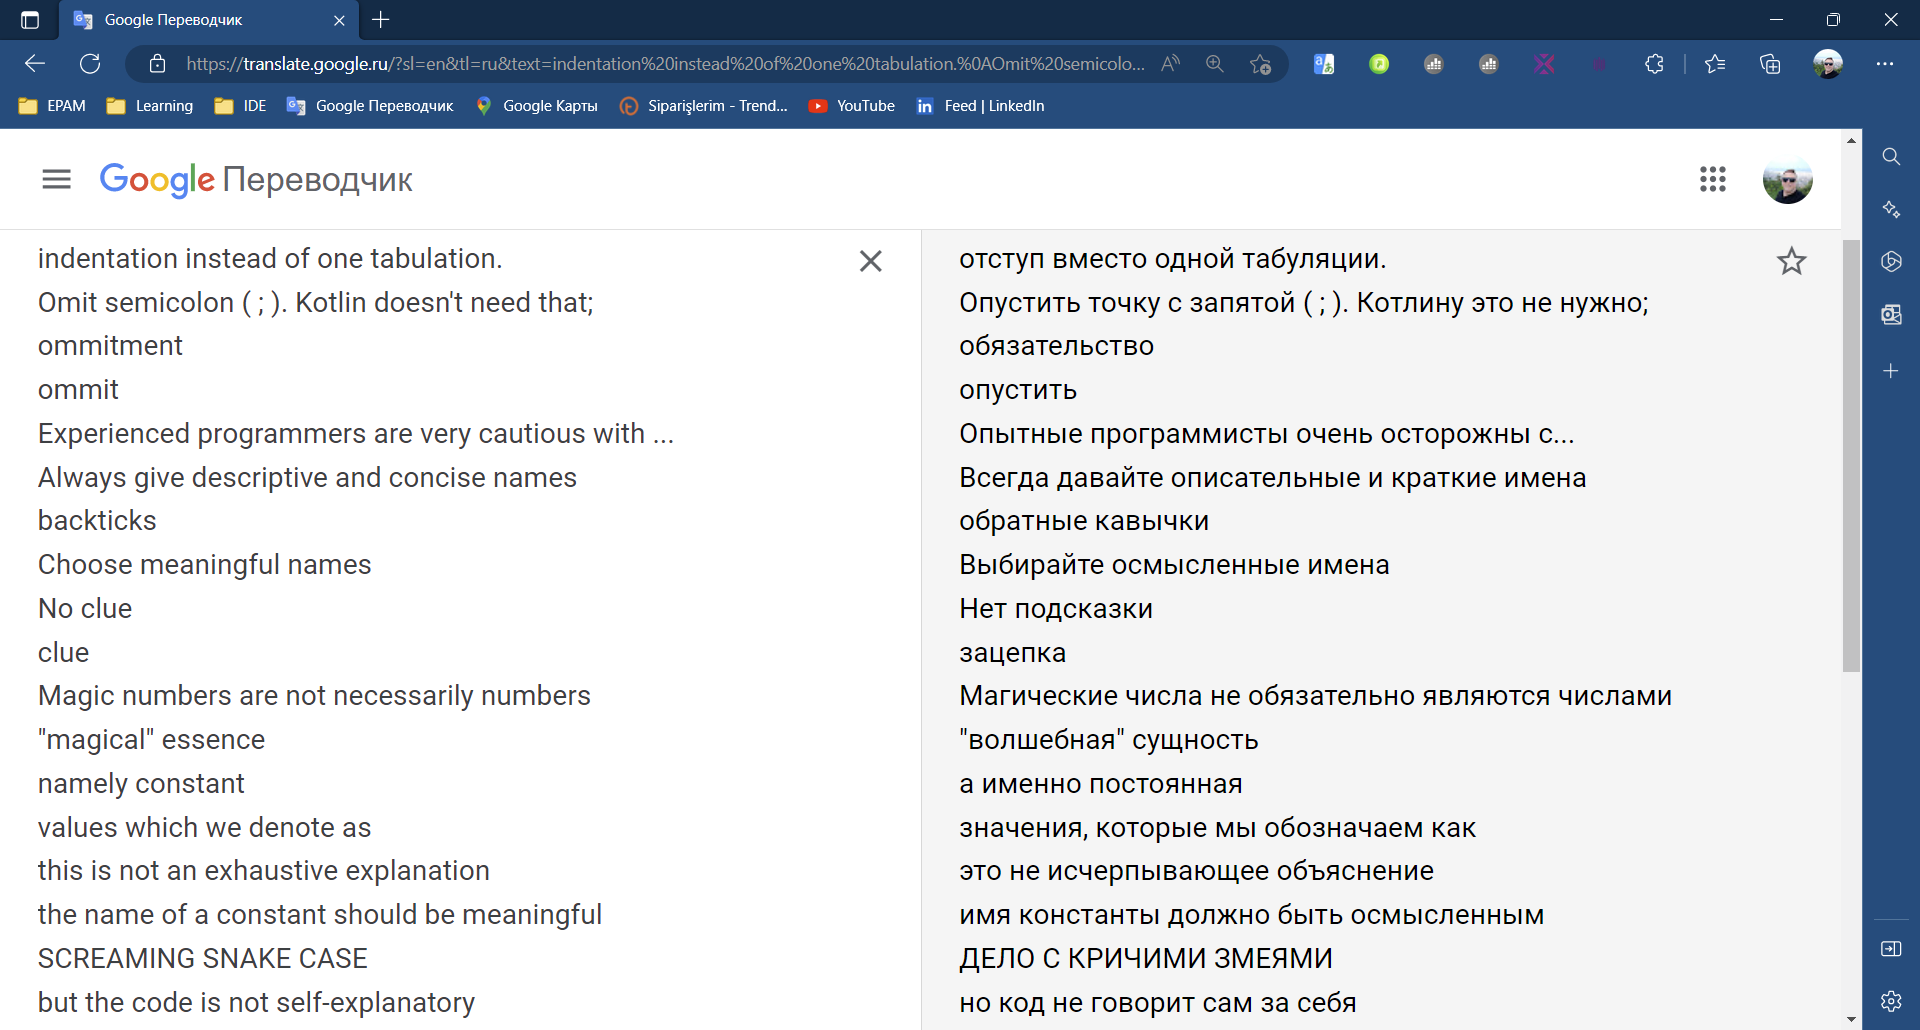 Google Переводчик
https://translate.google.ru/?sl=en&tl=ru&text=indentation%20instead%20of%20one%20tabulation.%0AOmit%20semicolo...
EPAM Learning IDE Google Переводчик Google Карты Siparişlerim - Trend... YouTube Feed | LinkedIn
Google Переводчик
indentation instead of one tabulation.
Omit semicolon ( ; ). Kotlin doesn't need that;
ommitment
ommit
Experienced programmers are very cautious with ...
Always give descriptive and concise names
backticks
Choose meaningful names
No clue
clue
Magic numbers are not necessarily numbers
"magical" essence
namely constant
values which we denote as
this is not an exhaustive explanation
the name of a constant should be meaningful
SCREAMING SNAKE CASE
but the code is not self-explanatory
отступ вместо одной табуляции.
Опустить точку с запятой ( ; ). Котлину это не нужно;
обязательство
опустить
Опытные программисты очень осторожны с...
Всегда давайте описательные и краткие имена
обратные кавычки
Выбирайте осмысленные имена
Нет подсказки
зацепка
Магические числа не обязательно являются числами
"волшебная" сущность
а именно постоянная
значения, которые мы обозначаем как
это не исчерпывающее объяснение
имя константы должно быть осмысленным
ДЕЛО С КРИЧИМИ ЗМЕЯМИ
но код не говорит сам за себя